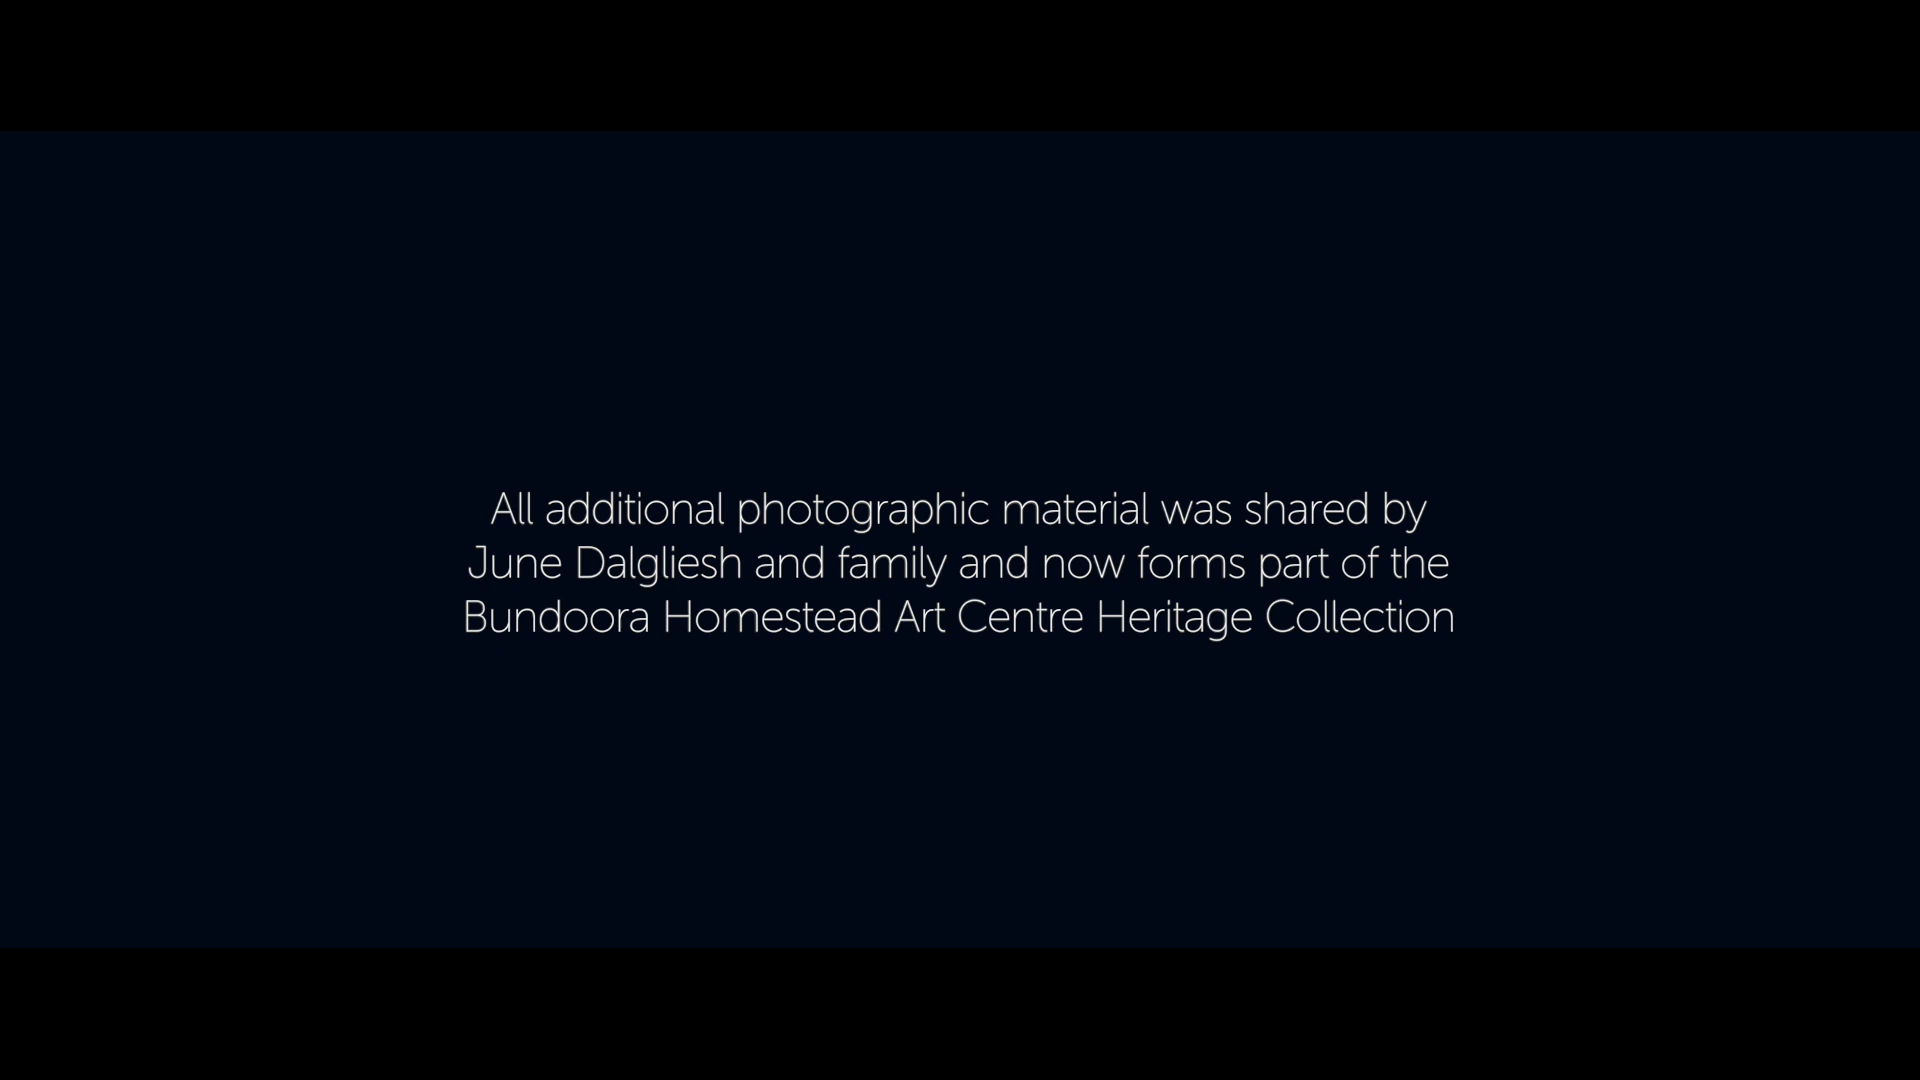 All additional photographic material was shared by
June Dalgliesh and family and now forms part of the
Bundoora Homestead Art Centre Heritage Collection